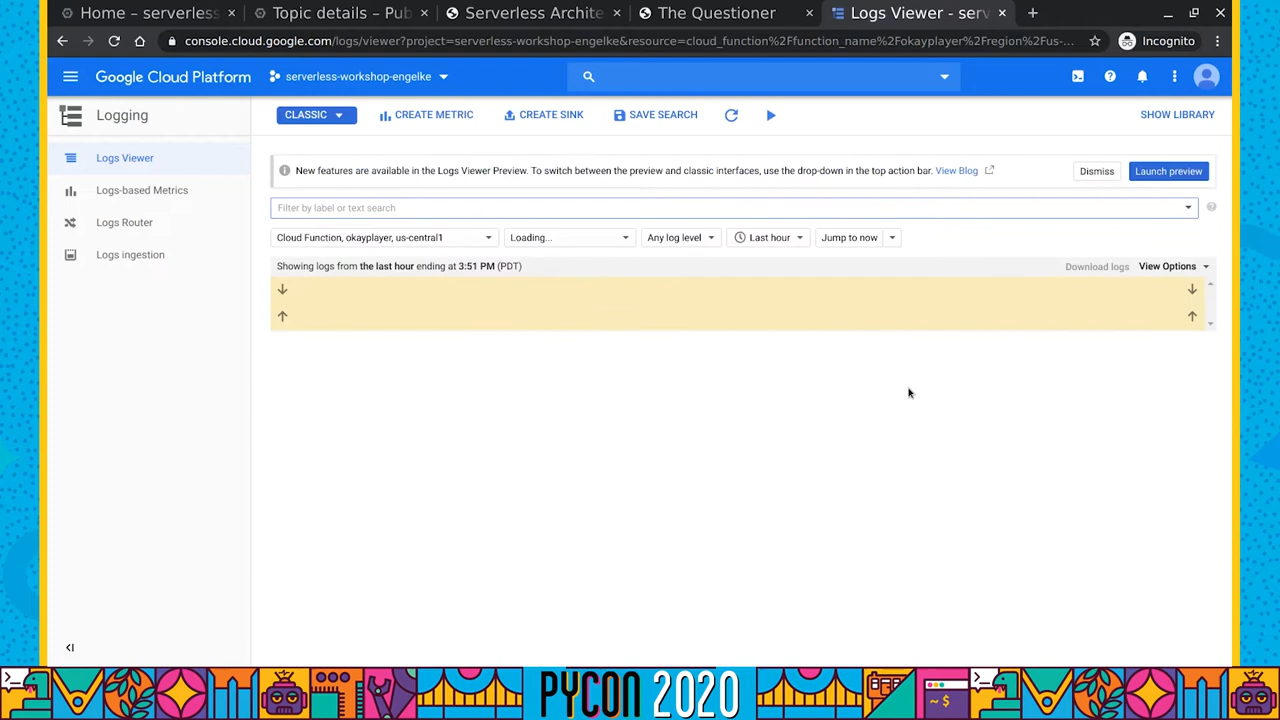 Home – serverless
Topic details – Pub
Serverless Archite
The Questioner
Logs Viewer - serv
console.cloud.google.com/logs/viewer?project=serverless-workshop-engelke&resource=cloud_function%2Ffunction_name%2Fokayplayer%2Fregion%2Fus-...
Incognito
Google Cloud Platform
serverless-workshop-engelke
Logging
CLASSIC
CREATE METRIC
CREATE SINK
SAVE SEARCH
SHOW LIBRARY
Logs Viewer
Logs-based Metrics
Logs Router
Logs ingestion
New features are available in the Logs Viewer Preview. To switch between the preview and classic interfaces, use the drop-down in the top action bar. View Blog
Dismiss
Launch preview
Filter by label or text search
Cloud Function, okayplayer, us-central1
Loading...
Any log level
Last hour
Jump to now
Showing logs from the last hour ending at 3:51 PM (PDT)
Download logs
View Options
PYCON 2020
~ $